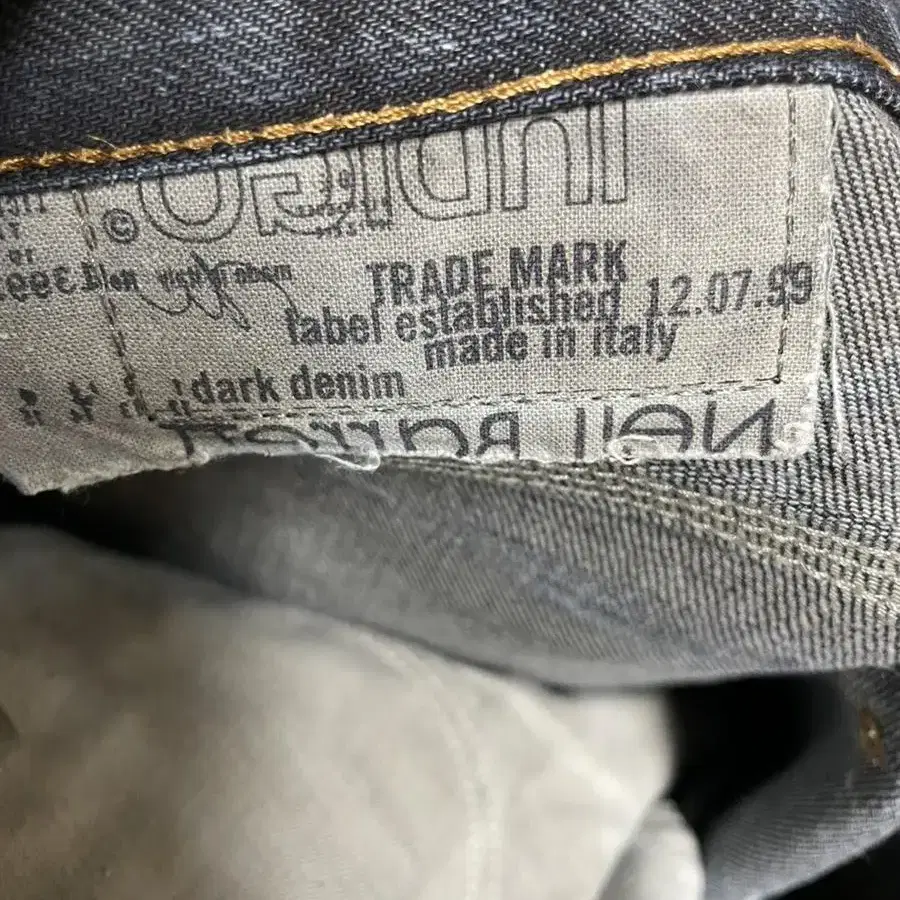 INDIGO
©
TRADE MARK
label established 12.07.99
made in italy
dark denim
Neil Barrett